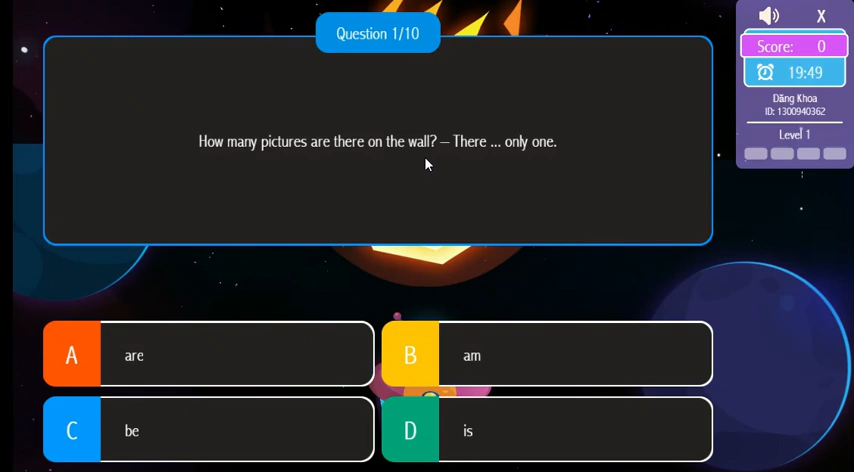 Question 1/10
X
Score: 0
19:49
Đăng Khoa
ID: 1300940362
Level 1
How many pictures are there on the wall? – There ... only one.
A are
B am
C be
D is